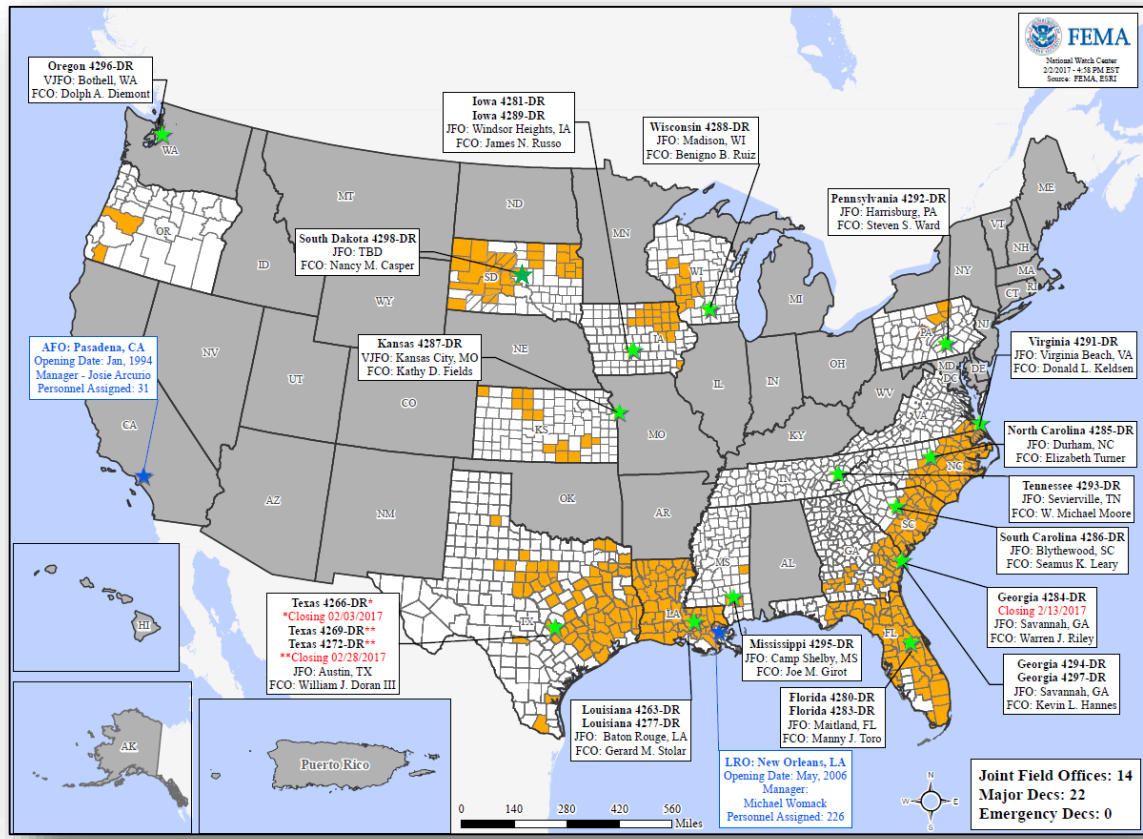 FEMA
National Watch Center
2/2/2017 - 4:58 PM EST
Source: FEMA, ESRI
Oregon 4296-DR
VJFO: Bothell, WA
FCO: Dolph A. Diemont
Iowa 4281-DR
Iowa 4289-DR
JFO: Windsor Heights, IA
FCO: James N. Russo
Wisconsin 4288-DR
JFO: Madison, WI
FCO: Benigno B. Ruiz
Pennsylvania 4292-DR
JFO: Harrisburg, PA
FCO: Steven S. Ward
South Dakota 4298-DR
JFO: TBD
FCO: Nancy M. Casper
Kansas 4287-DR
VJFO: Kansas City, MO
FCO: Kathy D. Fields
AFO: Pasadena, CA
Opening Date: Jan, 1994
Manager - Josie Arcurio
Personnel Assigned: 31
Virginia 4291-DR
JFO: Virginia Beach, VA
FCO: Donald L. Keldsen
North Carolina 4285-DR
JFO: Durham, NC
FCO: Elizabeth Turner
Tennessee 4293-DR
JFO: Sevierville, TN
FCO: W. Michael Moore
South Carolina 4286-DR
JFO: Blythewood, SC
FCO: Seamus K. Leary
Georgia 4284-DR
Closing 2/13/2017
JFO: Savannah, GA
FCO: Warren J. Riley
Georgia 4294-DR
Georgia 4297-DR
JFO: Savannah, GA
FCO: Kevin L. Hannes
Texas 4266-DR*
*Closing 02/03/2017
Texas 4269-DR**
Texas 4272-DR**
**Closing 02/28/2017
JFO: Austin, TX
FCO: William J. Doran III
Mississippi 4295-DR
JFO: Camp Shelby, MS
FCO: Joe M. Girot
Florida 4280-DR
Florida 4283-DR
JFO: Maitland, FL
FCO: Manny J. Toro
Louisiana 4263-DR
Louisiana 4277-DR
JFO: Baton Rouge, LA
FCO: Gerard M. Stolar
LRO: New Orleans, LA
Opening Date: May, 2006
Manager:
Michael Womack
Personnel Assigned: 226
WA
MT
ND
MN
ME
VT
NH
OR
ID
SD
WI
NY
MA
RI
CT
WY
MI
IA
PA
NJ
NV
UT
NE
IL
IN
OH
MD
DE
DC
CO
WV
VA
CA
KS
MO
KY
AZ
NM
OK
AR
TN
NC
SC
MS
AL
GA
TX
LA
FL
HI
AK
Puerto Rico
0 140 280 420 560
Miles
N
W E
S
Joint Field Offices: 14
Major Decs: 22
Emergency Decs: 0